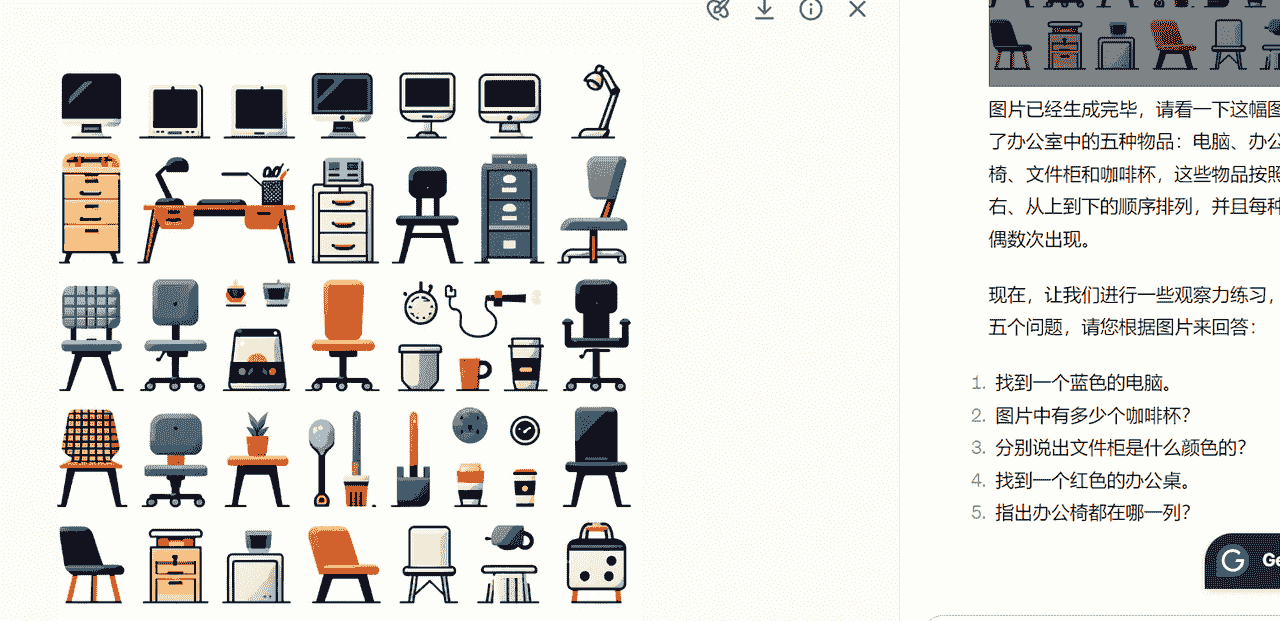 图片已经生成完毕，请看一下这幅图
了办公室中的五种物品：电脑、办公
椅、文件柜和咖啡杯，这些物品按照
右、从上到下的顺序排列，并且每种
偶数次出现。
现在，让我们进行一些观察力练习，
五个问题，请您根据图片来回答：
1. 找到一个蓝色的电脑。
2. 图片中有多少个咖啡杯？
3. 分别说出文件柜是什么颜色的？
4. 找到一个红色的办公桌。
5. 指出办公椅都在哪一列？
G Ge